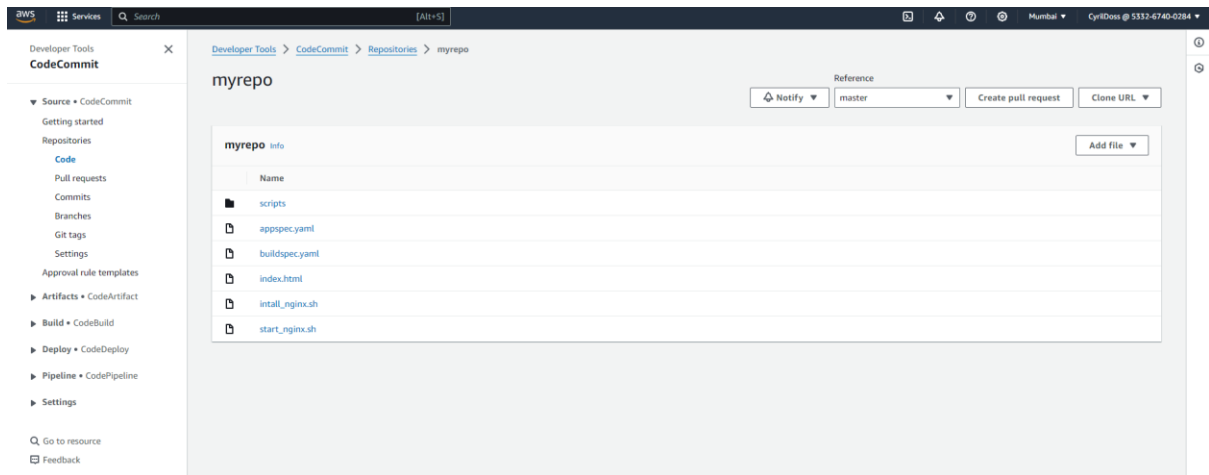 aws Services Search [Alt+S] Mumbai CyrilDoss @ 5332-6740-0284
Developer Tools
CodeCommit
Source • CodeCommit
Getting started
Repositories
Code
Pull requests
Commits
Branches
Git tags
Settings
Approval rule templates
Artifacts • CodeArtifact
Build • CodeBuild
Deploy • CodeDeploy
Pipeline • CodePipeline
Settings
Go to resource
Feedback
Developer Tools > CodeCommit > Repositories > myrepo
myrepo
Reference
Notify master Create pull request Clone URL
myrepo Info Add file
Name
scripts
appspec.yaml
buildspec.yaml
index.html
intall_nginx.sh
start_nginx.sh